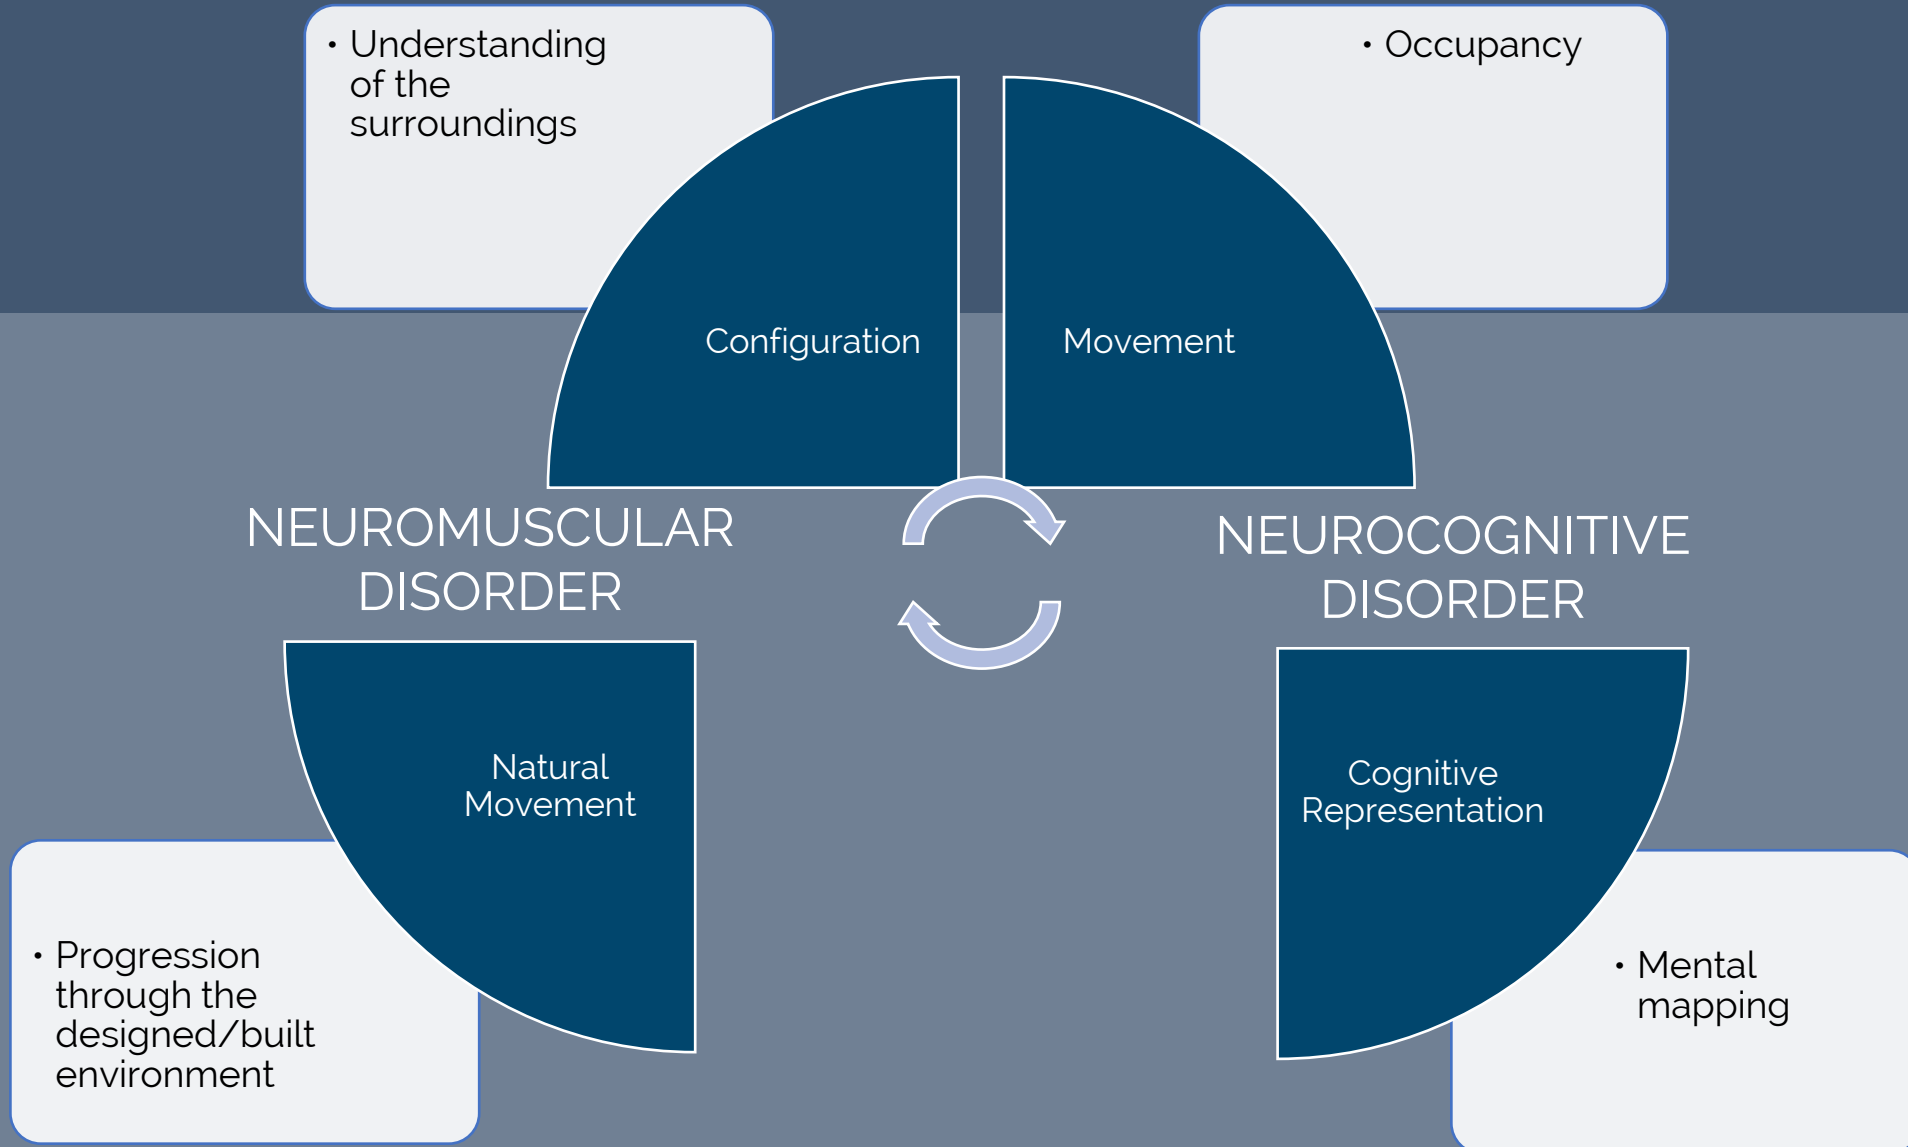 • Understanding
of the
surroundings
• Occupancy
Configuration
Movement
NEUROMUSCULAR
DISORDER
NEUROCOGNITIVE
DISORDER
Natural
Movement
Cognitive
Representation
• Progression
through the
designed/built
environment
• Mental
mapping